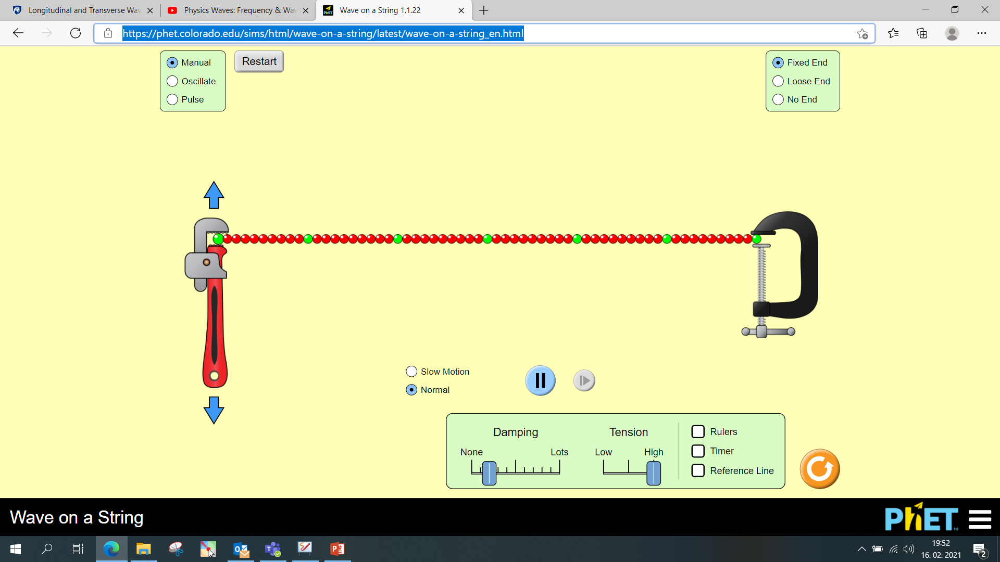 Longitudinal and Transverse Wav
Physics Waves: Frequency & Wav
Wave on a String 1.1.22
https://phet.colorado.edu/sims/html/wave-on-a-string/latest/wave-on-a-string_en.html
Manual
Oscillate
Pulse
Restart
Fixed End
Loose End
No End
Slow Motion
Normal
Damping
None
Lots
Tension
Low
High
Rulers
Timer
Reference Line
Wave on a String
PhET
19:52
16. 02. 2021
2